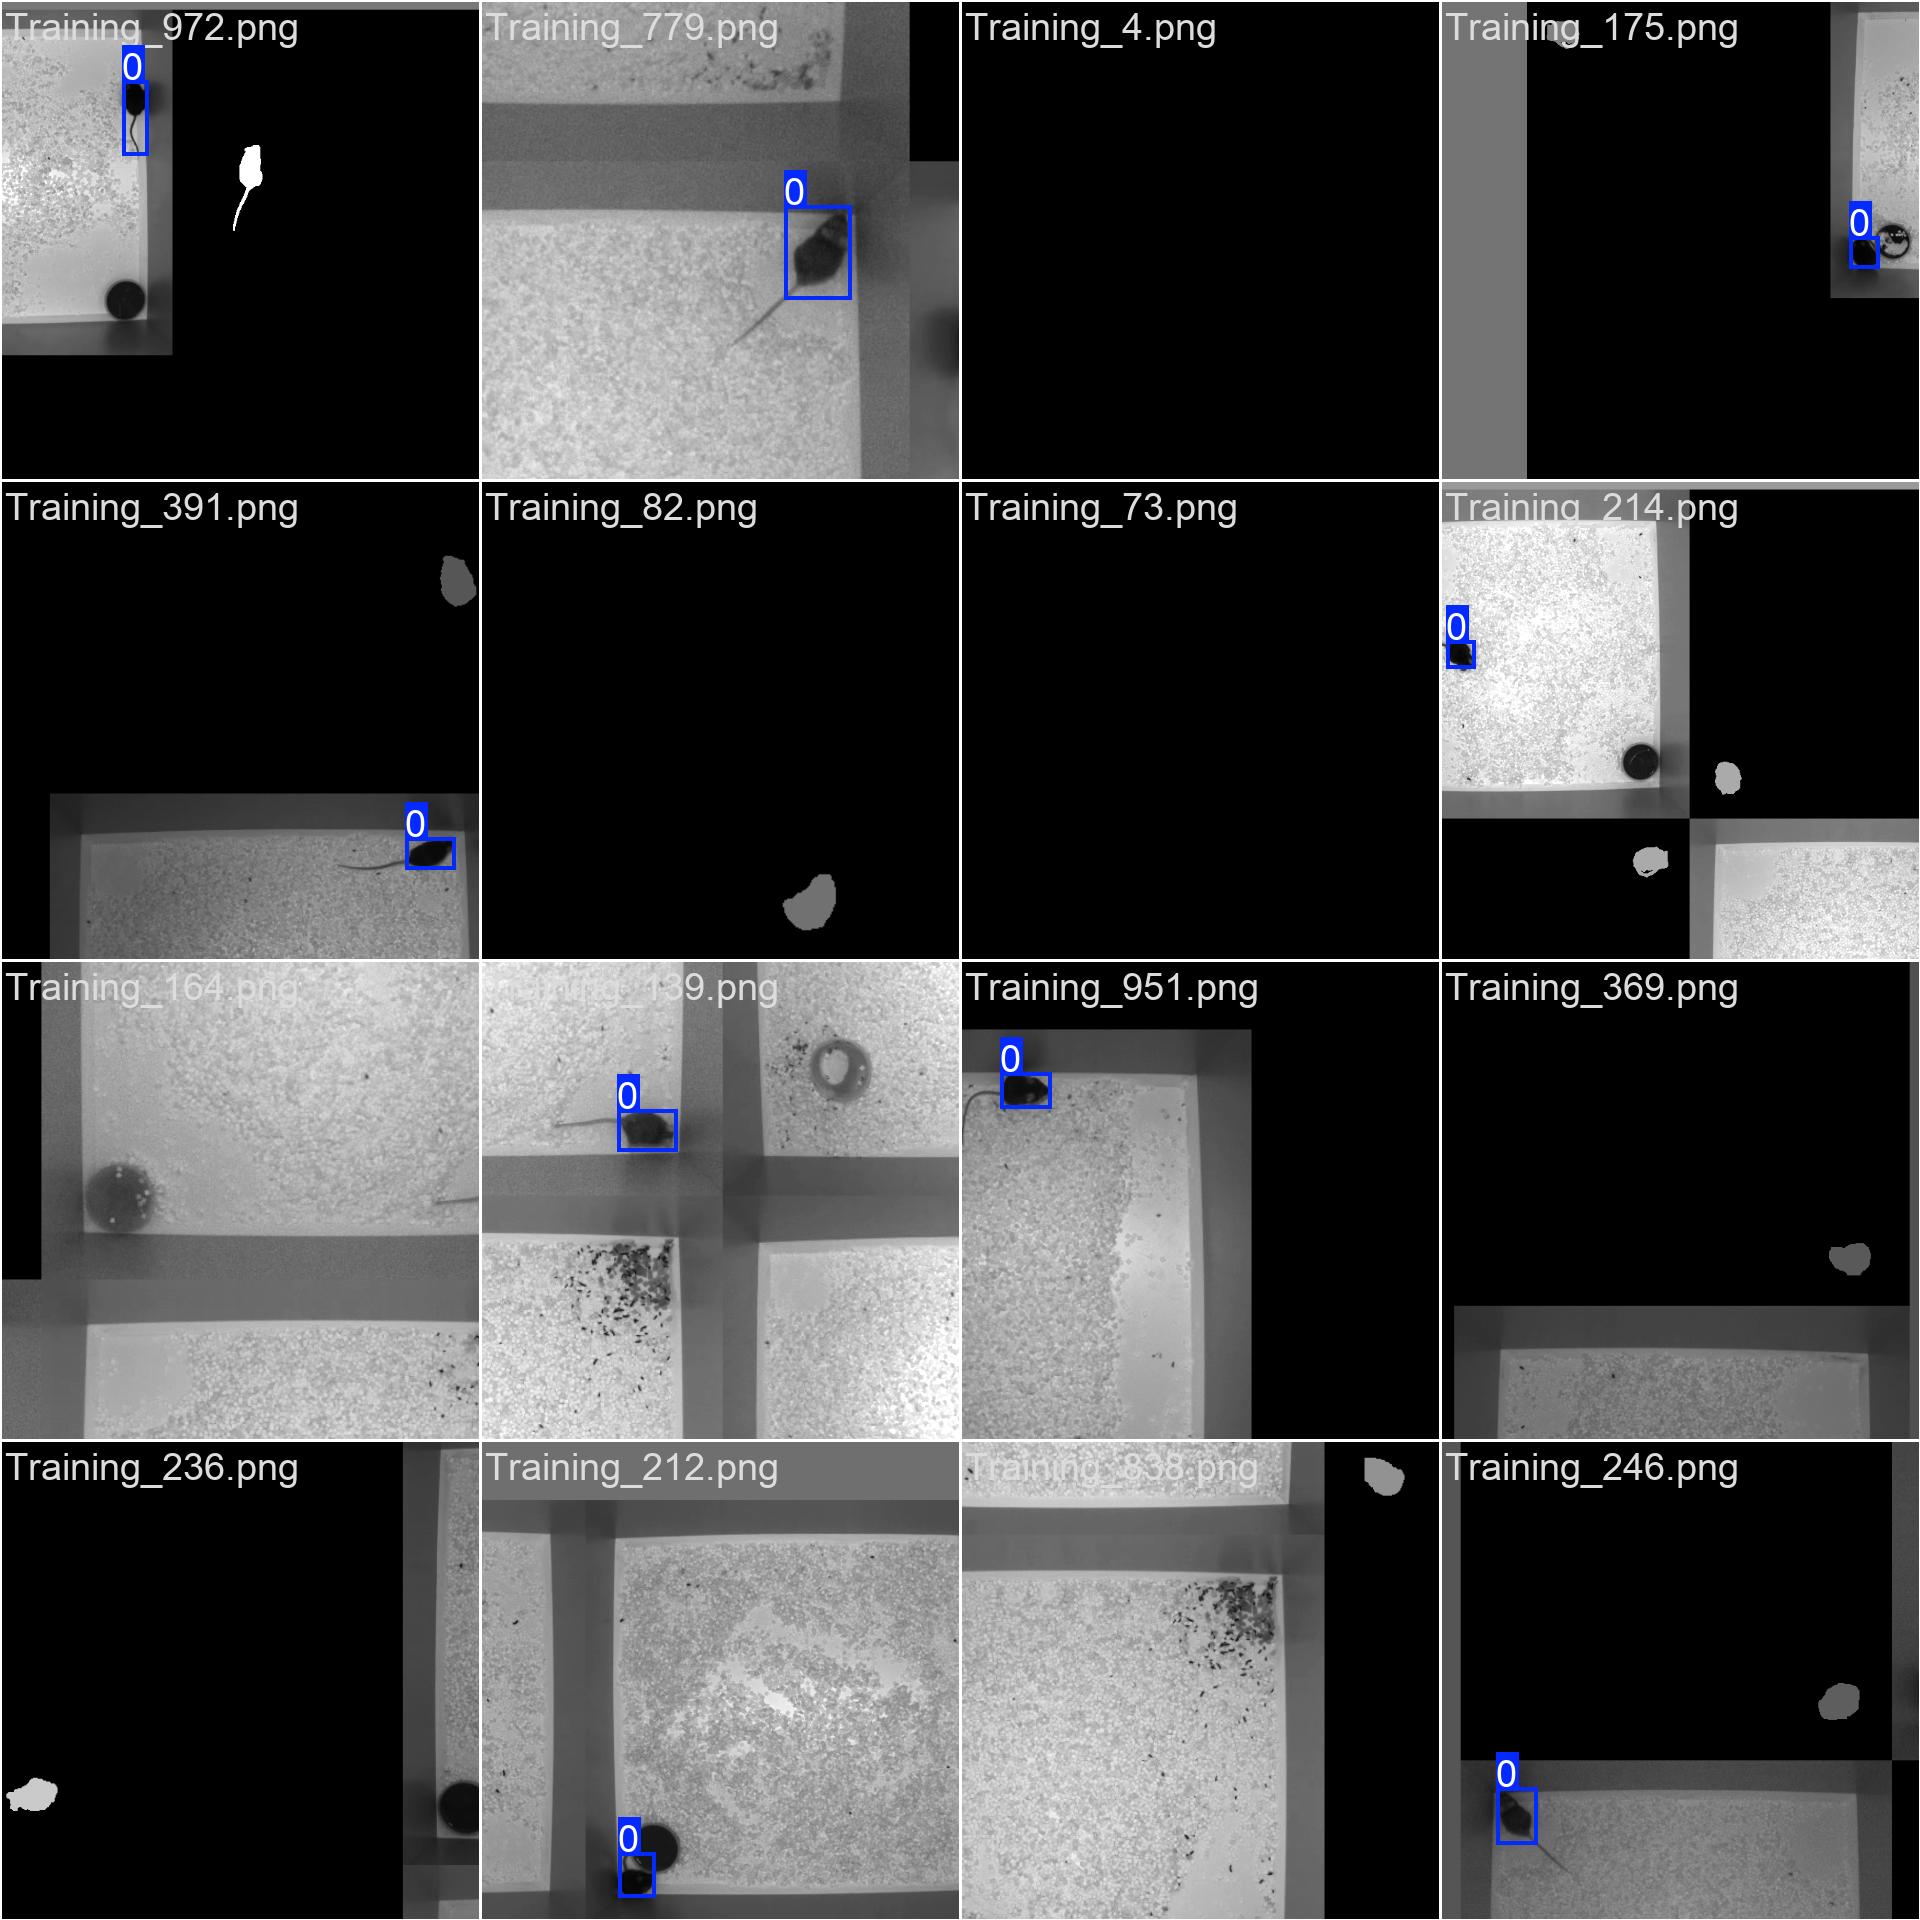 Training_972.png
0
Training_779.png
0
Training_4.png
Training_175.png
0
Training_391.png
0
Training_82.png
Training_73.png
Training_214.png
0
Training_164.png
Training_139.png
0
Training_951.png
0
Training_369.png
Training_236.png
Training_212.png
0
Training_838.png
Training_246.png
0